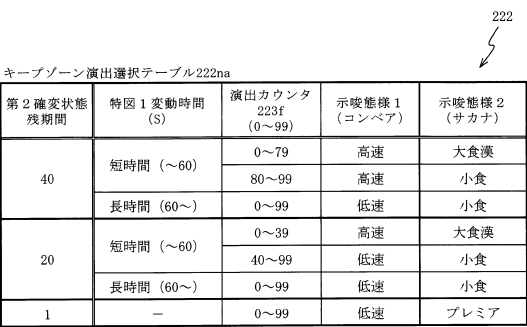 222
キープゾーン演出選択テーブル222na
第2確変状態
残期間
特図1変動時間
(S)
演出カウンタ
223f
(0～99)
示唆態様1
(コンベア)
示唆態様2
(サカナ)
40
短時間(～60)
0～79
高速
大食漢
80～99
高速
小食
長時間(60～)
0～99
低速
小食
20
短時間(～60)
0～39
高速
大食漢
40～99
低速
小食
長時間(60～)
0～99
低速
小食
1
－
0～99
低速
プレミア